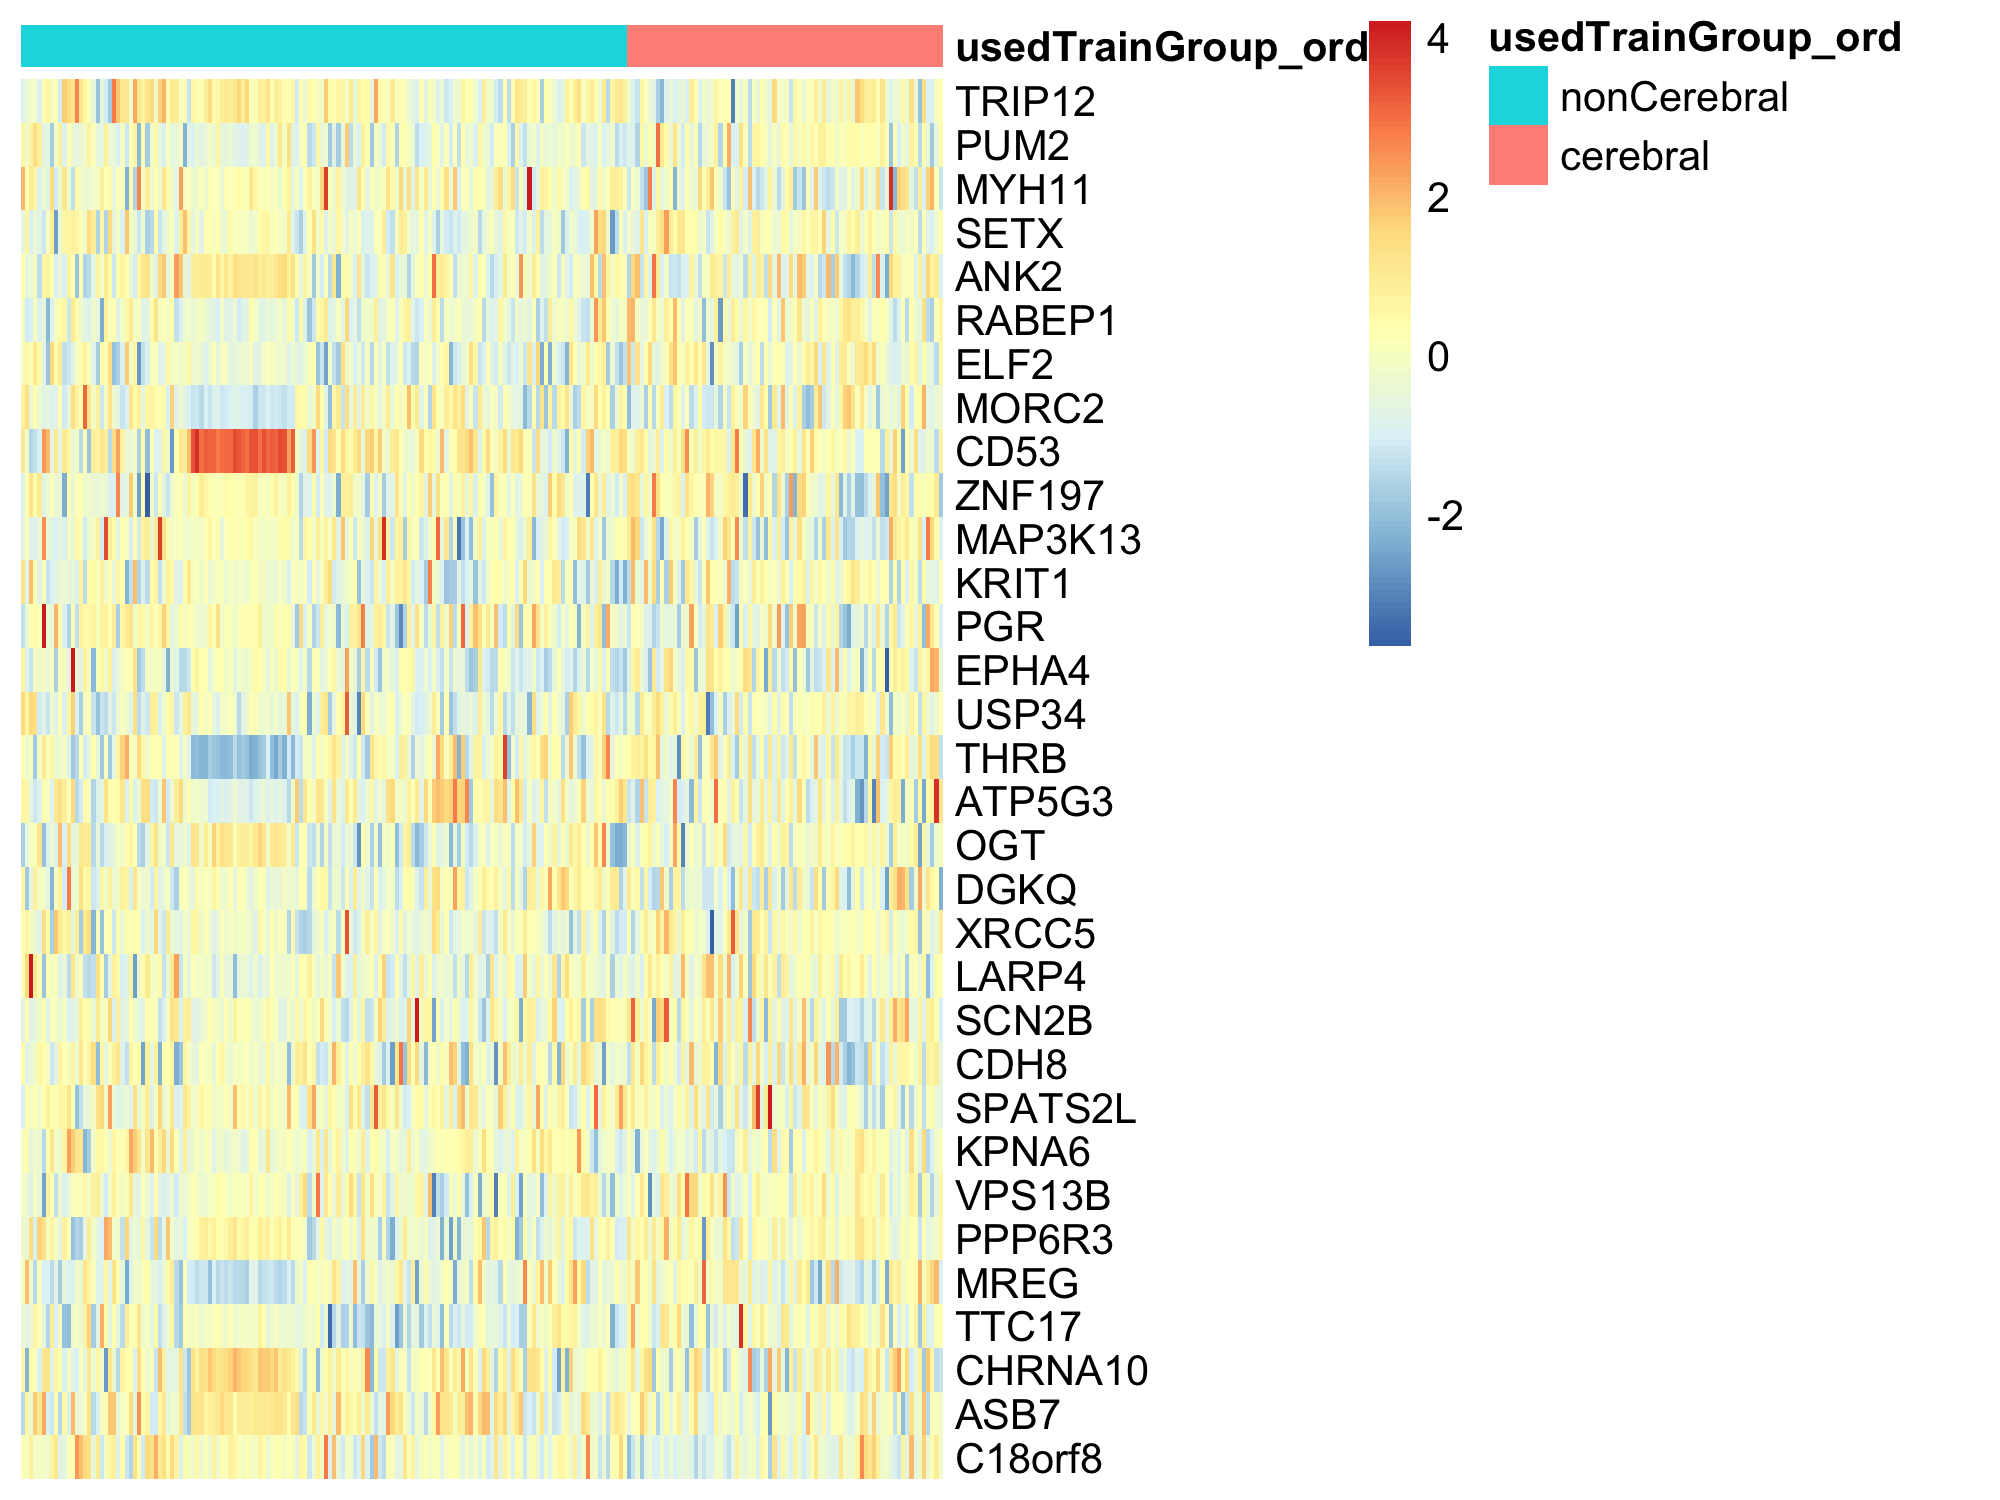 usedTrainGroup_ord
TRIP12
PUM2
MYH11
SETX
ANK2
RABEP1
ELF2
MORC2
CD53
ZNF197
MAP3K13
KRIT1
PGR
EPHA4
USP34
THRB
ATP5G3
OGT
DGKQ
XRCC5
LARP4
SCN2B
CDH8
SPATS2L
KPNA6
VPS13B
PPP6R3
MREG
TTC17
CHRNA10
ASB7
C18orf8
4
2
0
-2
usedTrainGroup_ord
nonCerebral
cerebral